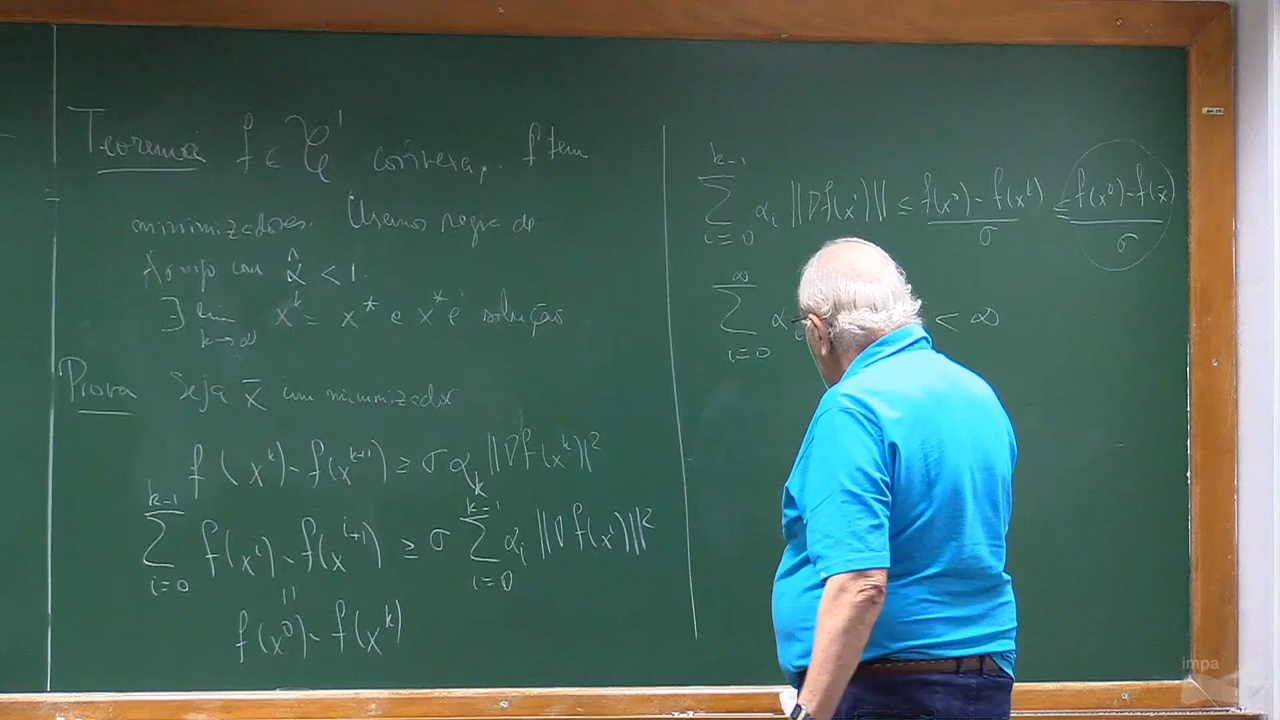 Teorema f ∈ 𝒞¹ convexa, f tem
minimizadores. Usemos regra de
Armijo com α̂ < 1.
∃ lim_{k→∞} x^k = x* e x* é solução
Prova Seja x̄ um minimizador
f(x^k) - f(x^{k+1}) ≥ σ α_k ||∇f(x^k)||²
∑_{i=0}^{k-1} f(x^i) - f(x^{i+1}) ≥ σ ∑_{i=0}^{k-1} α_i ||∇f(x^i)||²
=
f(x^0) - f(x^k)
∑_{i=0}^{k-1} α_i ||∇f(x^i)|| ≤ (f(x^0) - f(x^k))/σ ≤ (f(x^0) - f(x̄))/σ
∑_{i=0}^{∞} α_i < ∞
impa